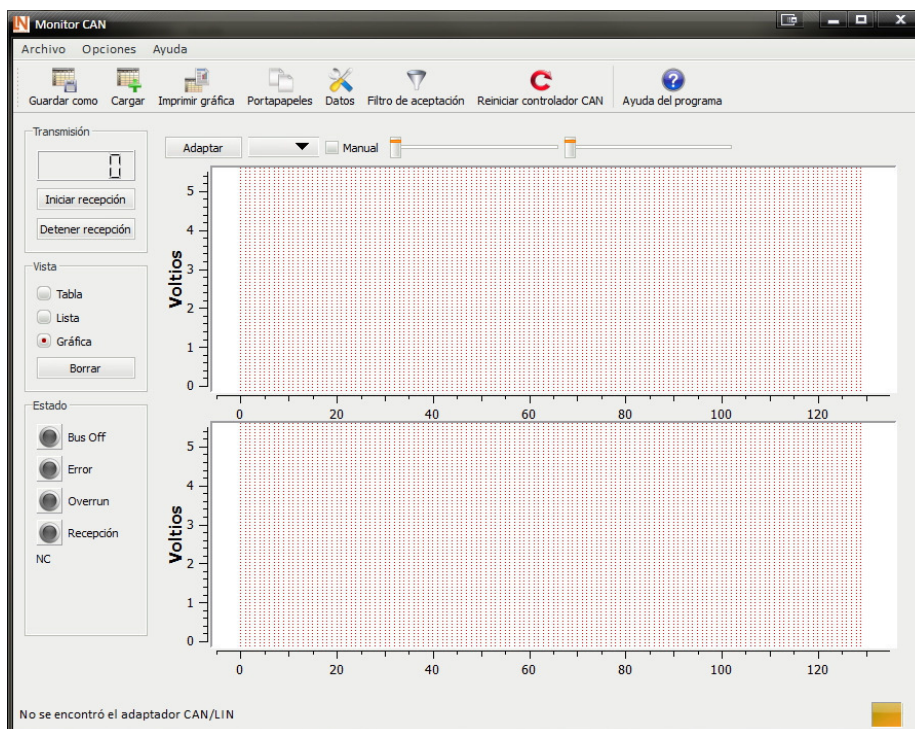 Monitor CAN
Archivo Opciones Ayuda
Guardar como Cargar Imprimir gráfica Portapapeles Datos Filtro de aceptación Reiniciar controlador CAN Ayuda del programa
Transmisión
0
Iniciar recepción
Detener recepción
Vista
Tabla
Lista
Gráfica
Borrar
Estado
Bus Off
Error
Overrun
Recepción
NC
Adaptar Manual
Voltios
5
4
3
2
1
0
0 20 40 60 80 100 120
Voltios
5
4
3
2
1
0
0 20 40 60 80 100 120
No se encontró el adaptador CAN/LIN